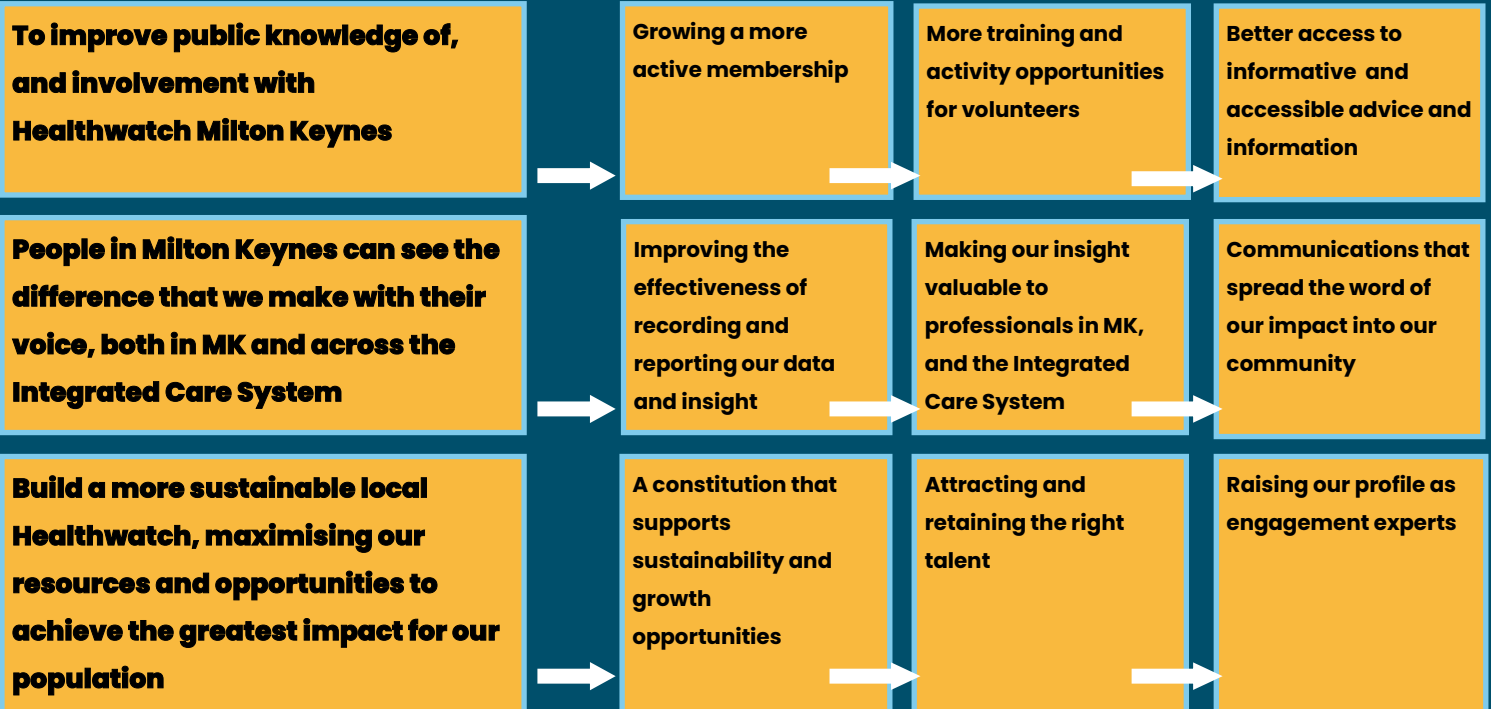 To improve public knowledge of,
and involvement with
Healthwatch Milton Keynes
Growing a more
active membership
More training and
activity opportunities
for volunteers
Better access to
informative and
accessible advice and
information
People in Milton Keynes can see the
difference that we make with their
voice, both in MK and across the
Integrated Care System
Improving the
effectiveness of
recording and
reporting our data
and insight
Making our insight
valuable to
professionals in MK,
and the Integrated
Care System
Communications that
spread the word of
our impact into our
community
Build a more sustainable local
Healthwatch, maximising our
resources and opportunities to
achieve the greatest impact for our
population
A constitution that
supports
sustainability and
growth
opportunities
Attracting and
retaining the right
talent
Raising our profile as
engagement experts